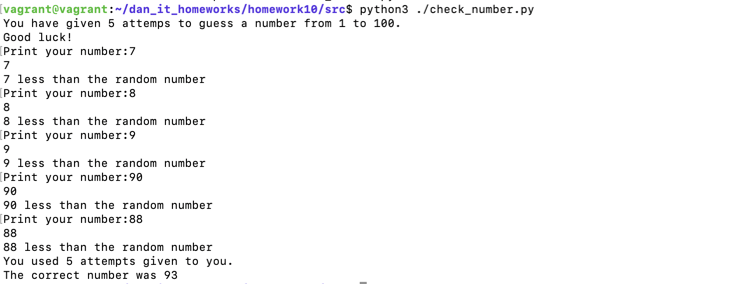 vagrant@vagrant:~/dan_it_homeworks/homework10/src$ python3 ./check_number.py
You have given 5 attemps to guess a number from 1 to 100.
Good luck!
Print your number:7
7
7 less than the random number
Print your number:8
8
8 less than the random number
Print your number:9
9
9 less than the random number
Print your number:90
90
90 less than the random number
Print your number:88
88
88 less than the random number
You used 5 attempts given to you.
The correct number was 93